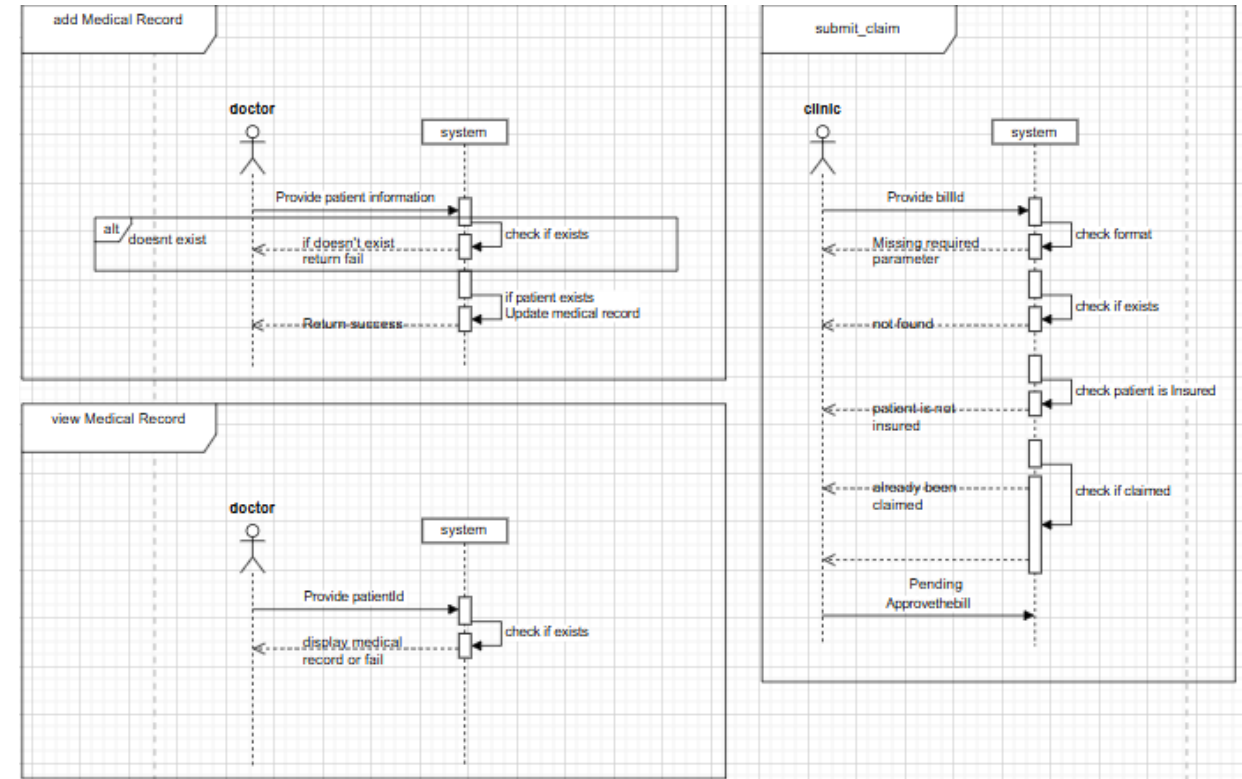 add Medical Record
doctor
system
Provide patient information
alt
doesnt exist
check if exists
if doesn't exist
return fail
if patient exists
Update medical record
Return success
view Medical Record
doctor
system
Provide patientId
check if exists
display medical
record or fail
submit_claim
clinic
system
Provide billId
check format
Missing required
parameter
check if exists
not found
check patient is Insured
patient is not
insured
already been
claimed
check if claimed
Pending
Approvethebill